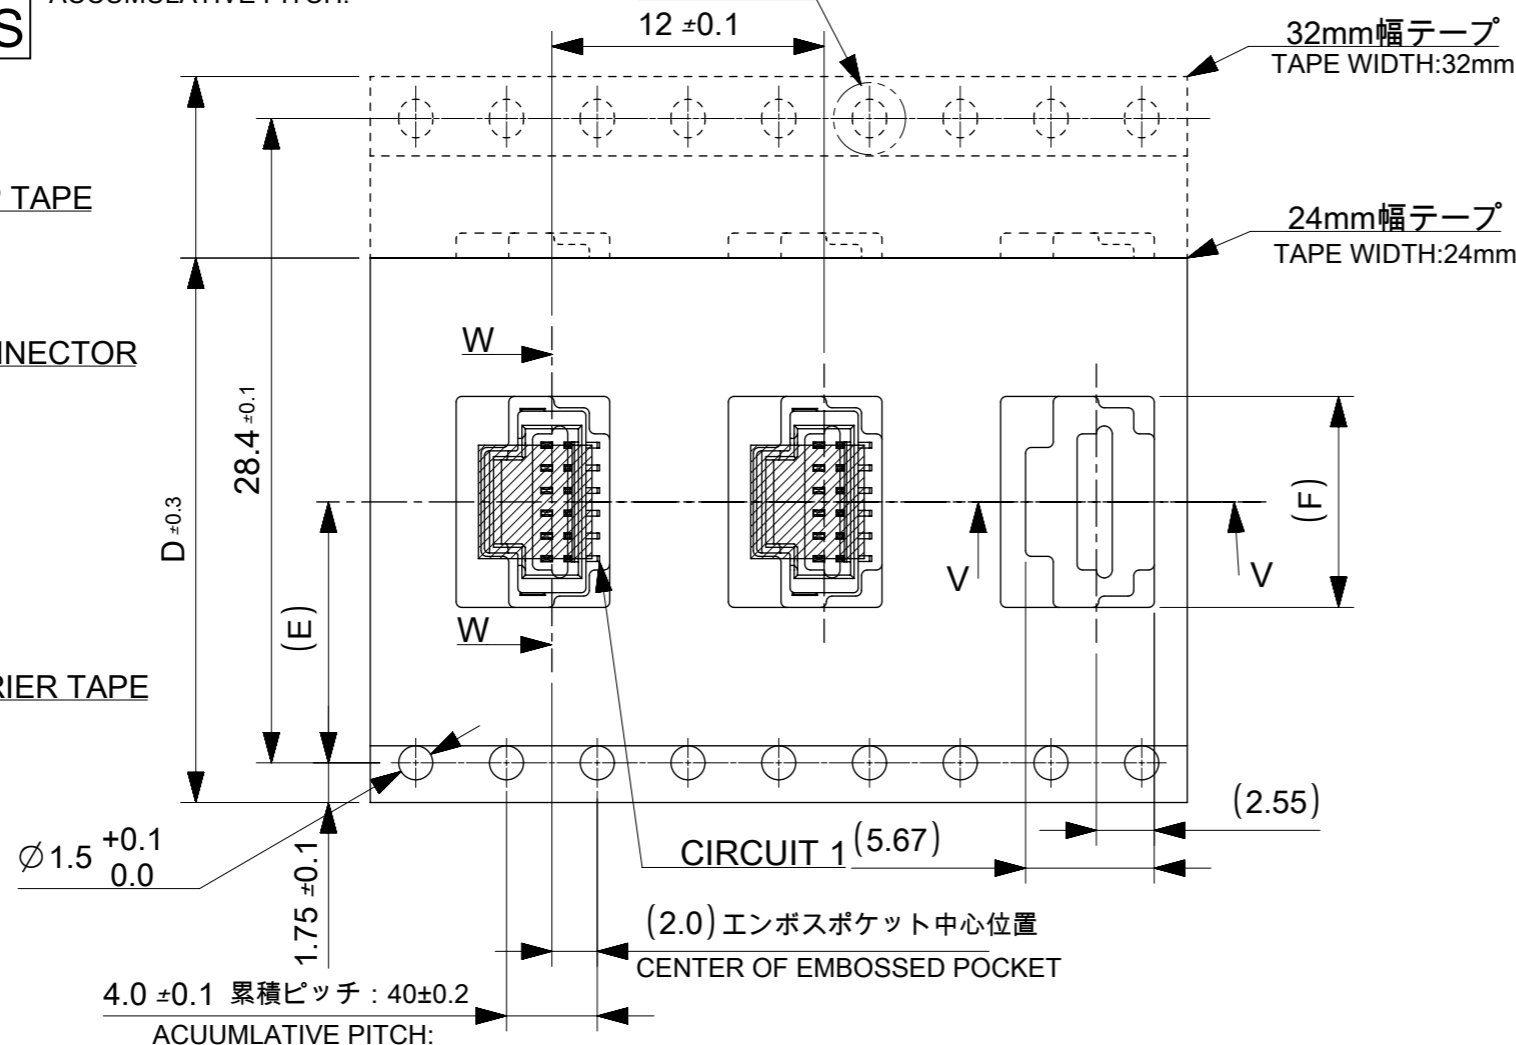 S
12 ±0.1
32mm幅テープ
TAPE WIDTH:32mm
TAPE
24mm幅テープ
TAPE WIDTH:24mm
W
NNECTOR
28.4 ±0.1
D ±0.3
(F)
V
V
(E)
W
RIER TAPE
(2.55)
∅1.5 +0.1
0.0
1.75 ±0.1
CIRCUIT 1
(5.67)
(2.0) エンボスポケット中心位置
CENTER OF EMBOSSED POCKET
4.0 ±0.1 累積ピッチ : 40±0.2
ACUUMLATIVE PITCH: